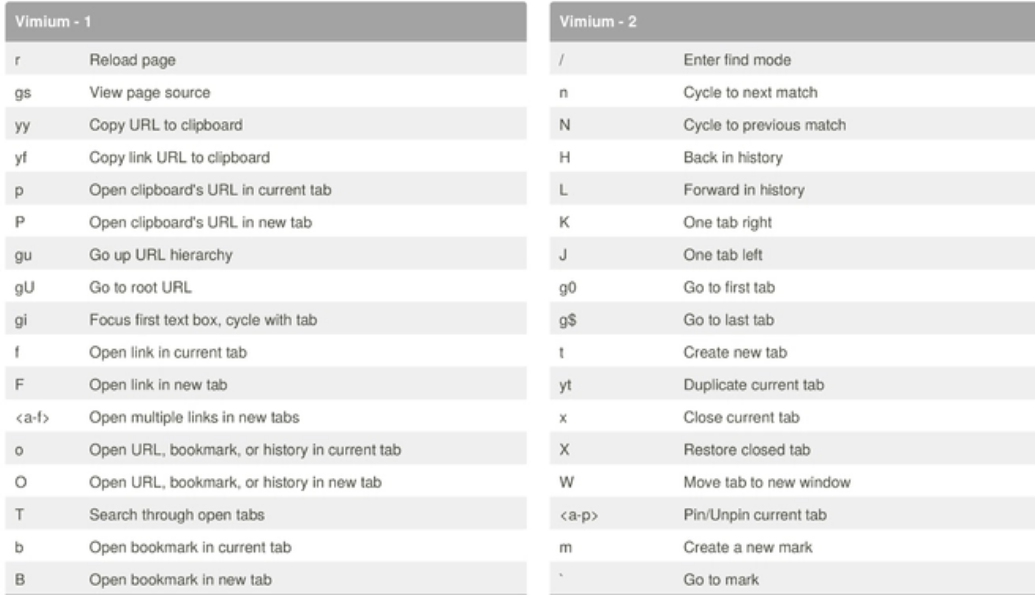 Vimium - 1
r Reload page
gs View page source
yy Copy URL to clipboard
yf Copy link URL to clipboard
p Open clipboard's URL in current tab
P Open clipboard's URL in new tab
gu Go up URL hierarchy
gU Go to root URL
gi Focus first text box, cycle with tab
f Open link in current tab
F Open link in new tab
<a-f> Open multiple links in new tabs
o Open URL, bookmark, or history in current tab
O Open URL, bookmark, or history in new tab
T Search through open tabs
b Open bookmark in current tab
B Open bookmark in new tab
Vimium - 2
/ Enter find mode
n Cycle to next match
N Cycle to previous match
H Back in history
L Forward in history
K One tab right
J One tab left
g0 Go to first tab
g$ Go to last tab
t Create new tab
yt Duplicate current tab
x Close current tab
X Restore closed tab
W Move tab to new window
<a-p> Pin/Unpin current tab
m Create a new mark
` Go to mark